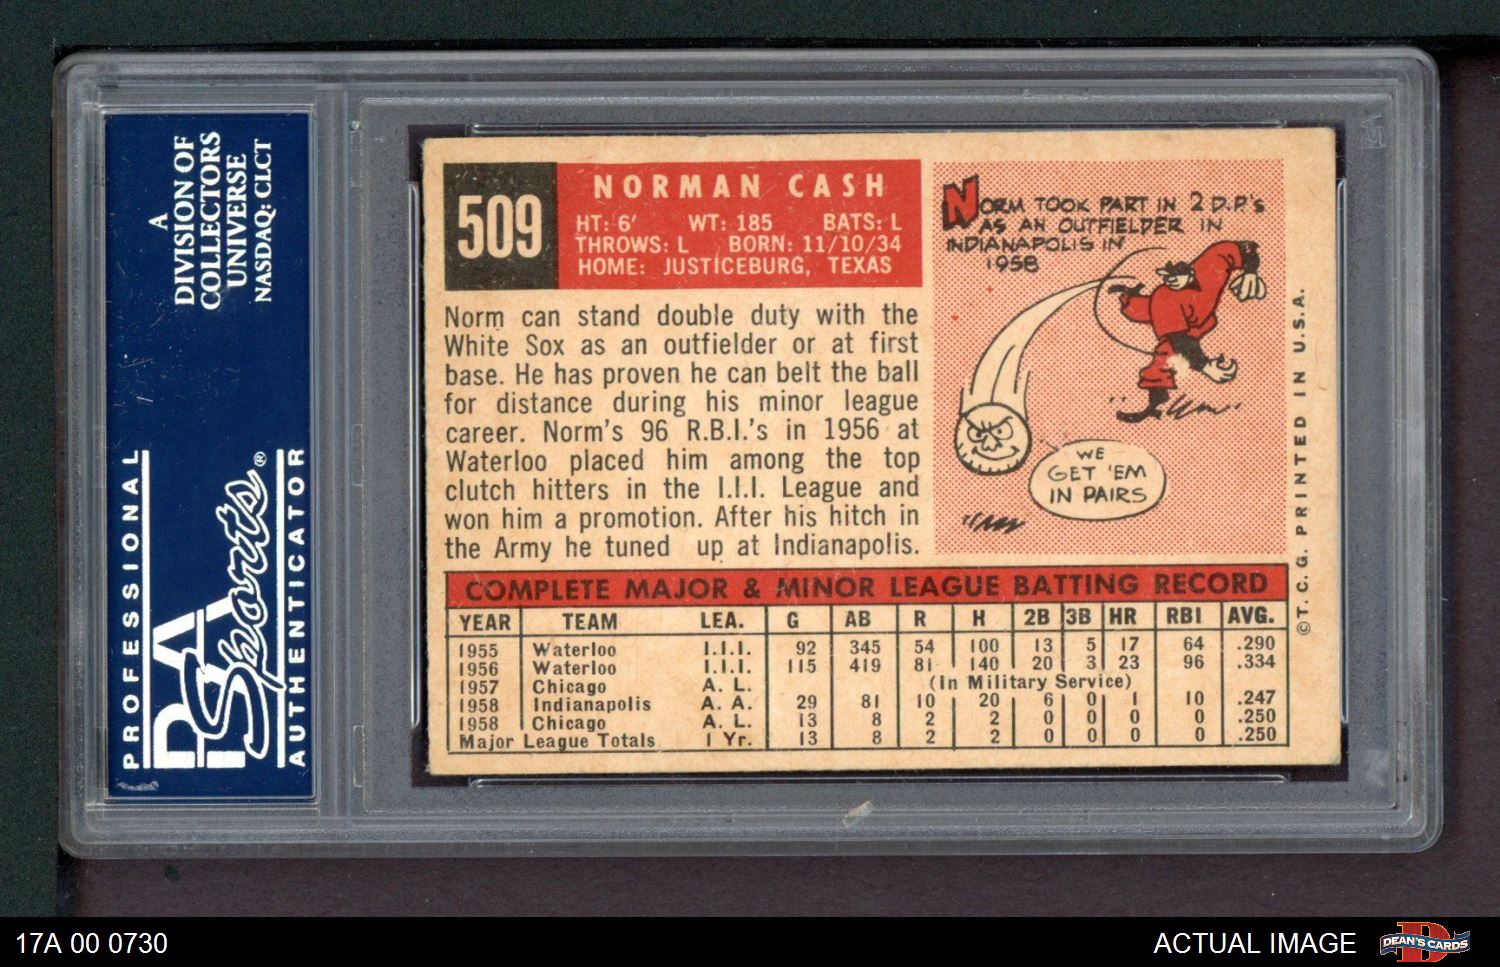 A
DIVISION OF
COLLECTORS
UNIVERSE
NASDAQ: CLCT
PROFESSIONAL
PSA
Sports®
AUTHENTICATOR
509
NORMAN CASH
HT: 6' WT: 185 BATS: L
THROWS: L BORN: 11/10/34
HOME: JUSTICEBURG, TEXAS
Norm can stand double duty with the
White Sox as an outfielder or at first
base. He has proven he can belt the ball
for distance during his minor league
career. Norm's 96 R.B.I.'s in 1956 at
Waterloo placed him among the top
clutch hitters in the I.I.I. League and
won him a promotion. After his hitch in
the Army he tuned up at Indianapolis.
NORM TOOK PART IN 2 D.P.'s
AS AN OUTFIELDER IN
INDIANAPOLIS IN
1958
WE
GET 'EM
IN PAIRS
©T.C.G. PRINTED IN U.S.A.
COMPLETE MAJOR & MINOR LEAGUE BATTING RECORD
YEAR TEAM LEA. G AB R H 2B 3B HR RBI AVG.
1955 Waterloo I.I.I. 92 345 54 100 13 5 17 64 .290
1956 Waterloo I.I.I. 115 419 81 140 20 3 23 96 .334
1957 Chicago A. L. (In Military Service)
1958 Indianapolis A. A. 29 81 10 20 6 0 1 10 .247
1958 Chicago A. L. 13 8 2 2 0 0 0 0 .250
Major League Totals 1 Yr. 13 8 2 2 0 0 0 0 .250
17A 00 0730
ACTUAL IMAGE
DEAN'S CARDS